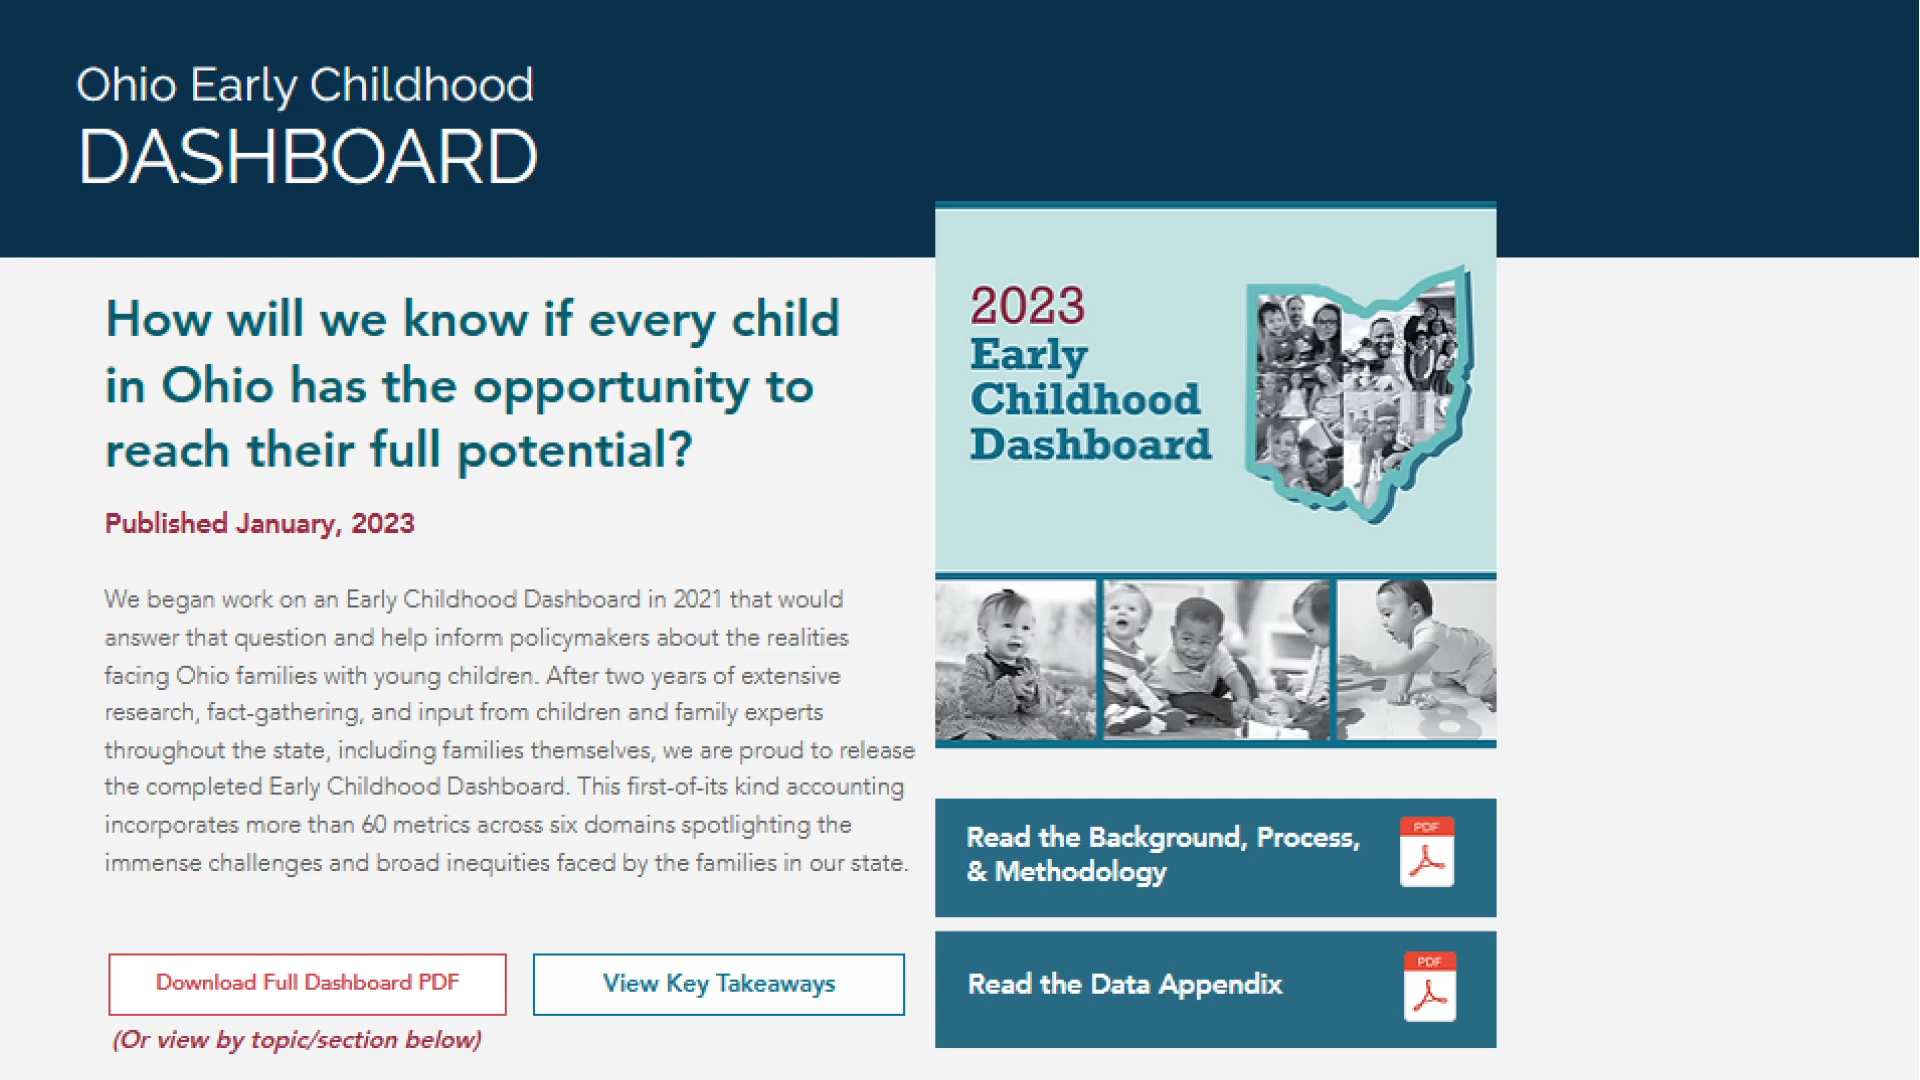 Ohio Early Childhood
DASHBOARD
How will we know if every child
in Ohio has the opportunity to
reach their full potential?
Published January, 2023
We began work on an Early Childhood Dashboard in 2021 that would
answer that question and help inform policymakers about the realities
facing Ohio families with young children. After two years of extensive
research, fact-gathering, and input from children and family experts
throughout the state, including families themselves, we are proud to release
the completed Early Childhood Dashboard. This first-of-its kind accounting
incorporates more than 60 metrics across six domains spotlighting the
immense challenges and broad inequities faced by the families in our state.
Download Full Dashboard PDF
(Or view by topic/section below)
View Key Takeaways
2023
Early
Childhood
Dashboard
Read the Background, Process,
& Methodology
PDF
Read the Data Appendix
PDF